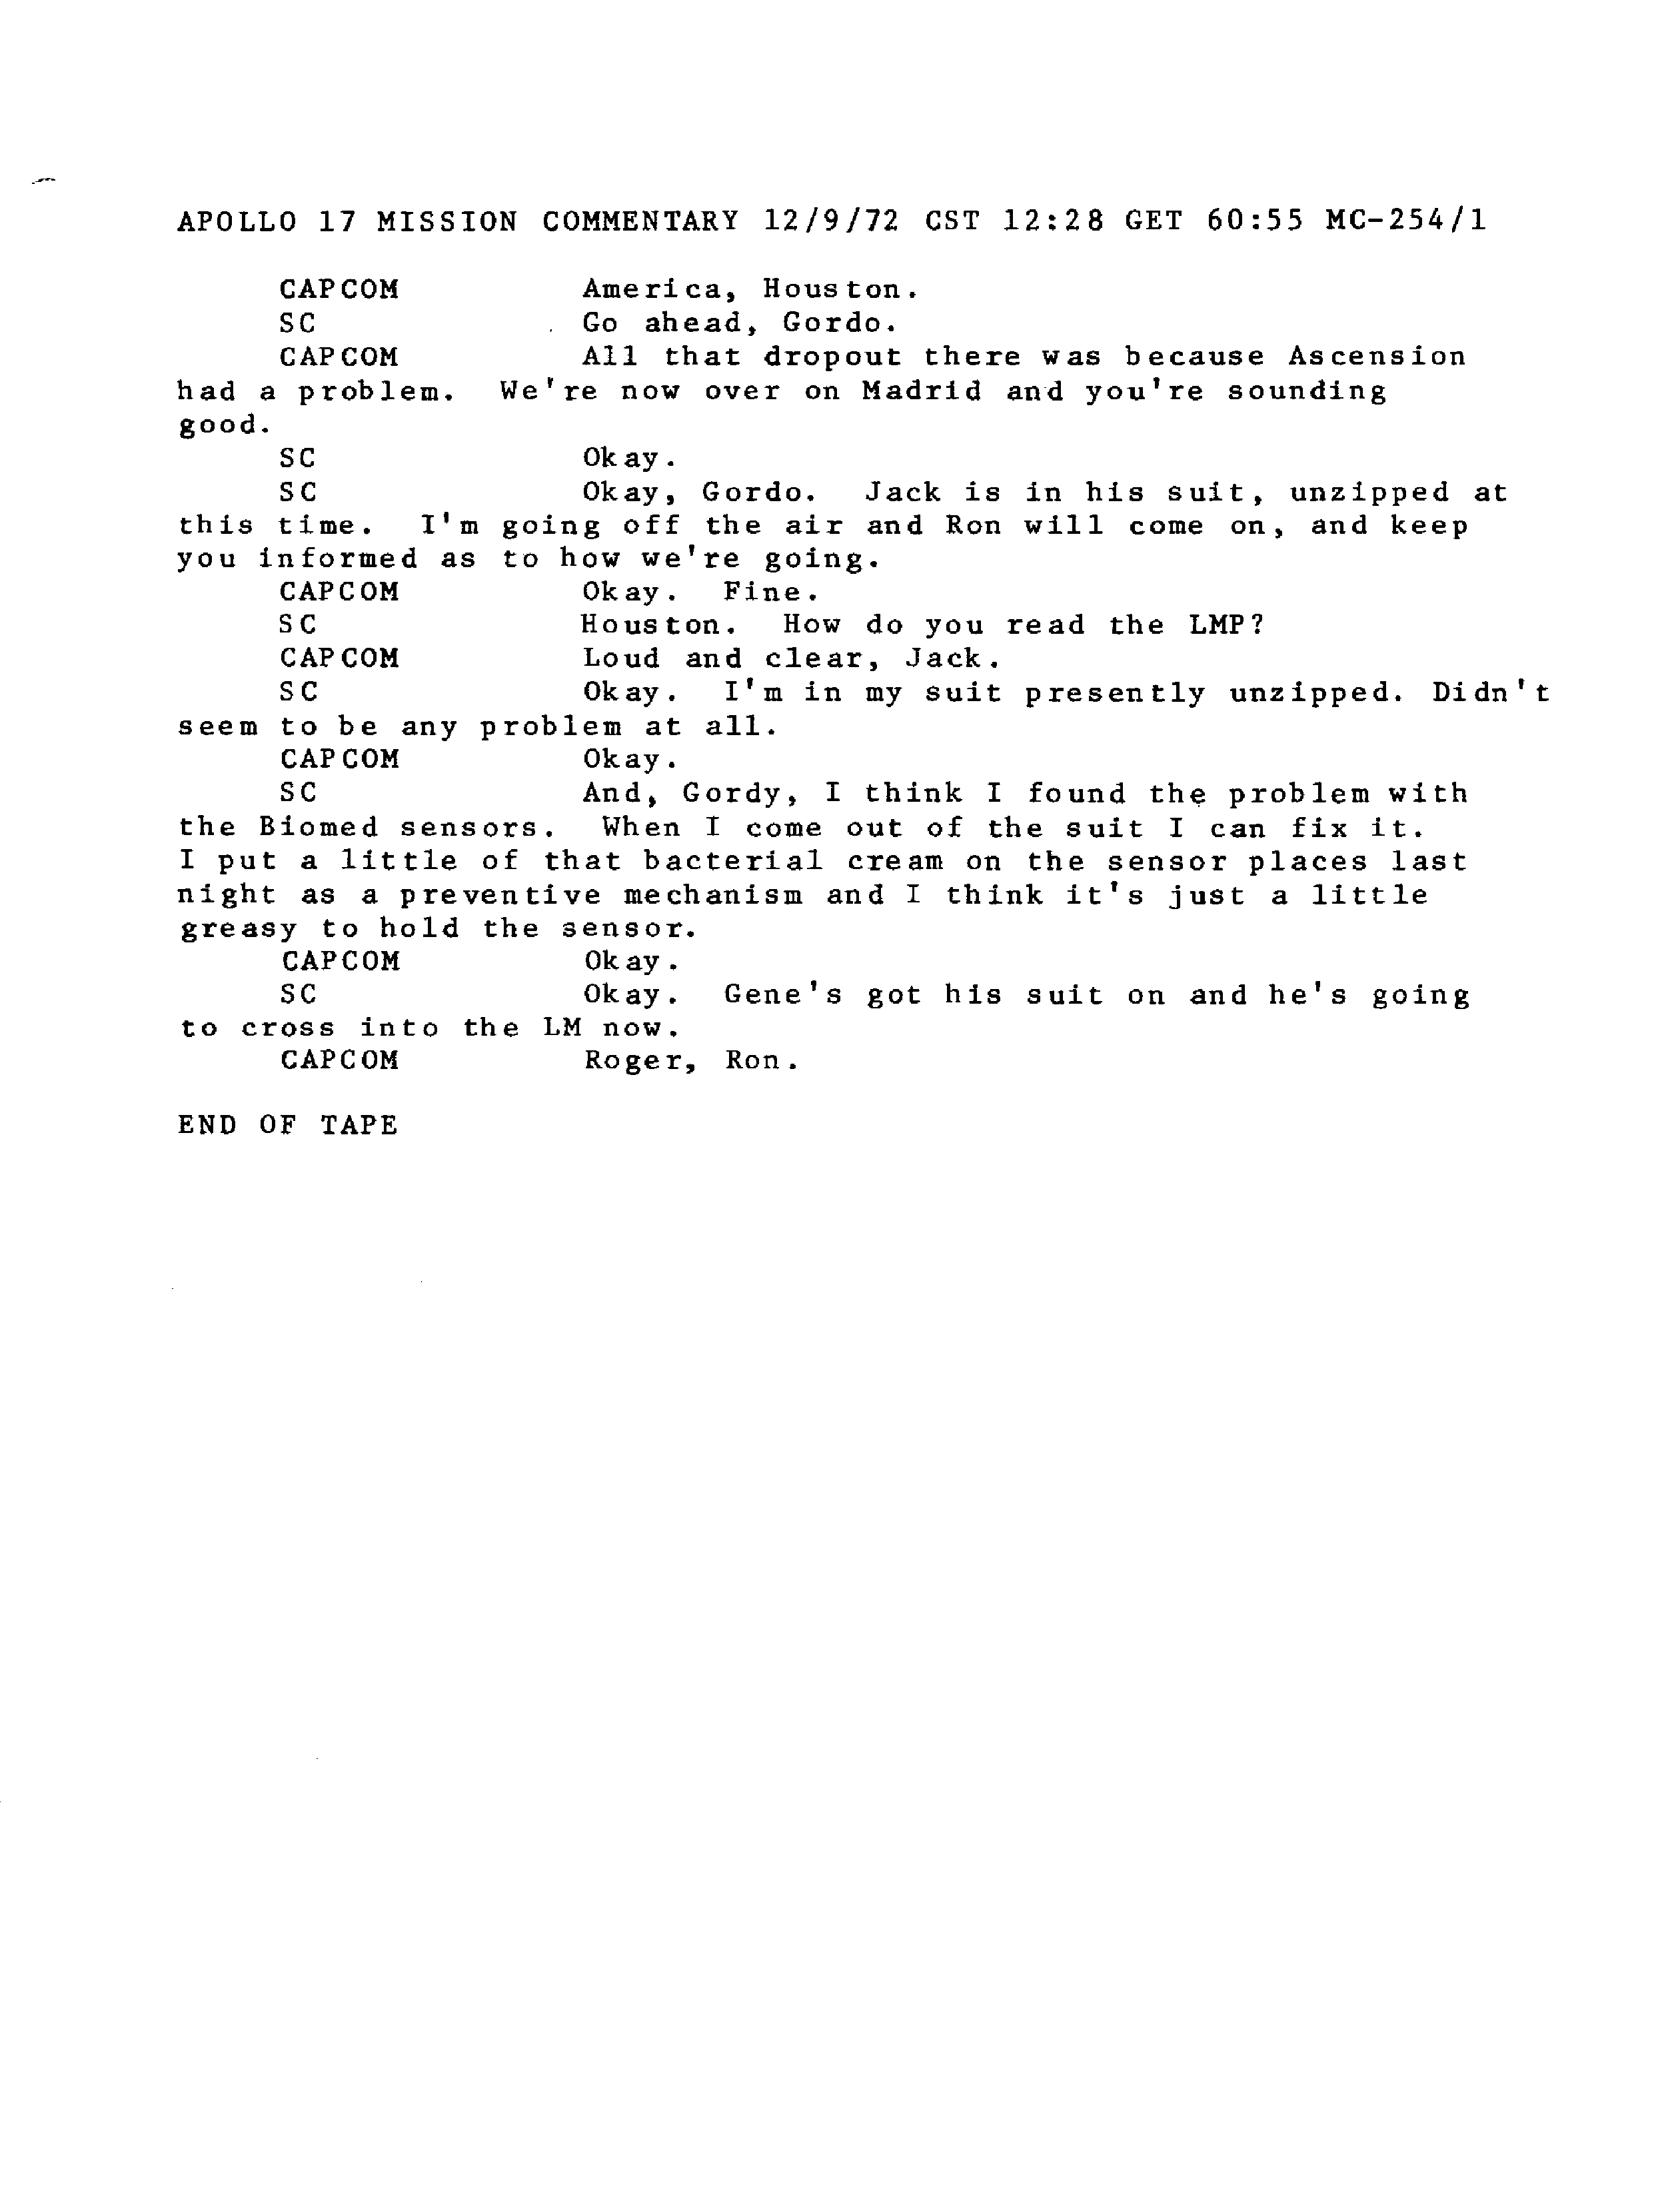 APOLLO 17 MISSION COMMENTARY 12/9/72 CST 12:28 GET 60:55 MC-254/1
CAPCOM America, Houston.
SC Go ahead, Gordo.
CAPCOM All that dropout there was because Ascension
had a problem. We're now over on Madrid and you're sounding
good.
SC Okay.
SC Okay, Gordo. Jack is in his suit, unzipped at
this time. I'm going off the air and Ron will come on, and keep
you informed as to how we're going.
CAPCOM Okay. Fine.
SC Houston. How do you read the LMP?
CAPCOM Loud and clear, Jack.
SC Okay. I'm in my suit presently unzipped. Didn't
seem to be any problem at all.
CAPCOM Okay.
SC And, Gordy, I think I found the problem with
the Biomed sensors. When I come out of the suit I can fix it.
I put a little of that bacterial cream on the sensor places last
night as a preventive mechanism and I think it's just a little
greasy to hold the sensor.
CAPCOM Okay.
SC Okay. Gene's got his suit on and he's going
to cross into the LM now.
CAPCOM Roger, Ron.
END OF TAPE